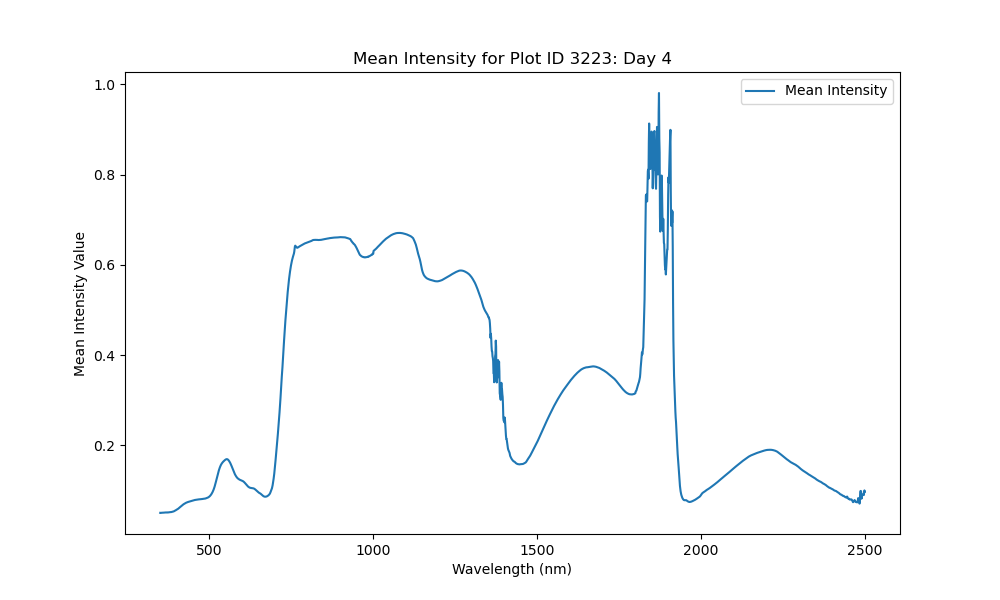 Mean Intensity for Plot ID 3223: Day 4
Mean Intensity
1.0
0.8
0.6
0.4
0.2
Mean Intensity Value
500 1000 1500 2000 2500
Wavelength (nm)